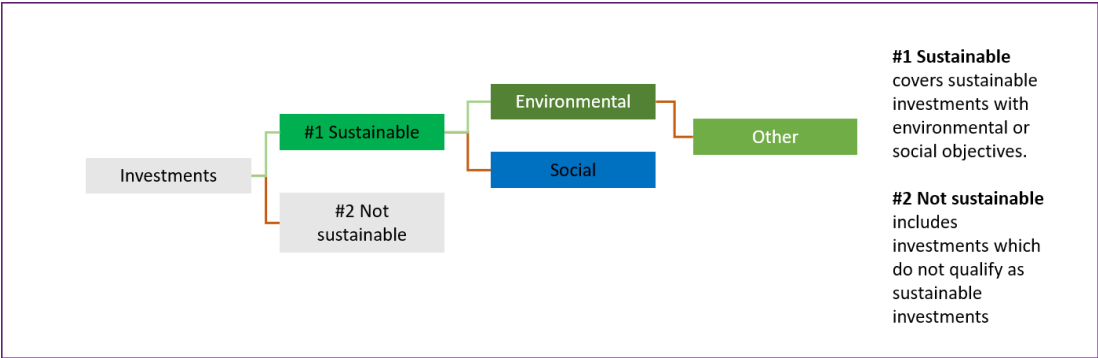 Investments
#1 Sustainable
#2 Not
sustainable
Environmental
Social
Other
#1 Sustainable
covers sustainable
investments with
environmental or
social objectives.
#2 Not sustainable
includes
investments which
do not qualify as
sustainable
investments